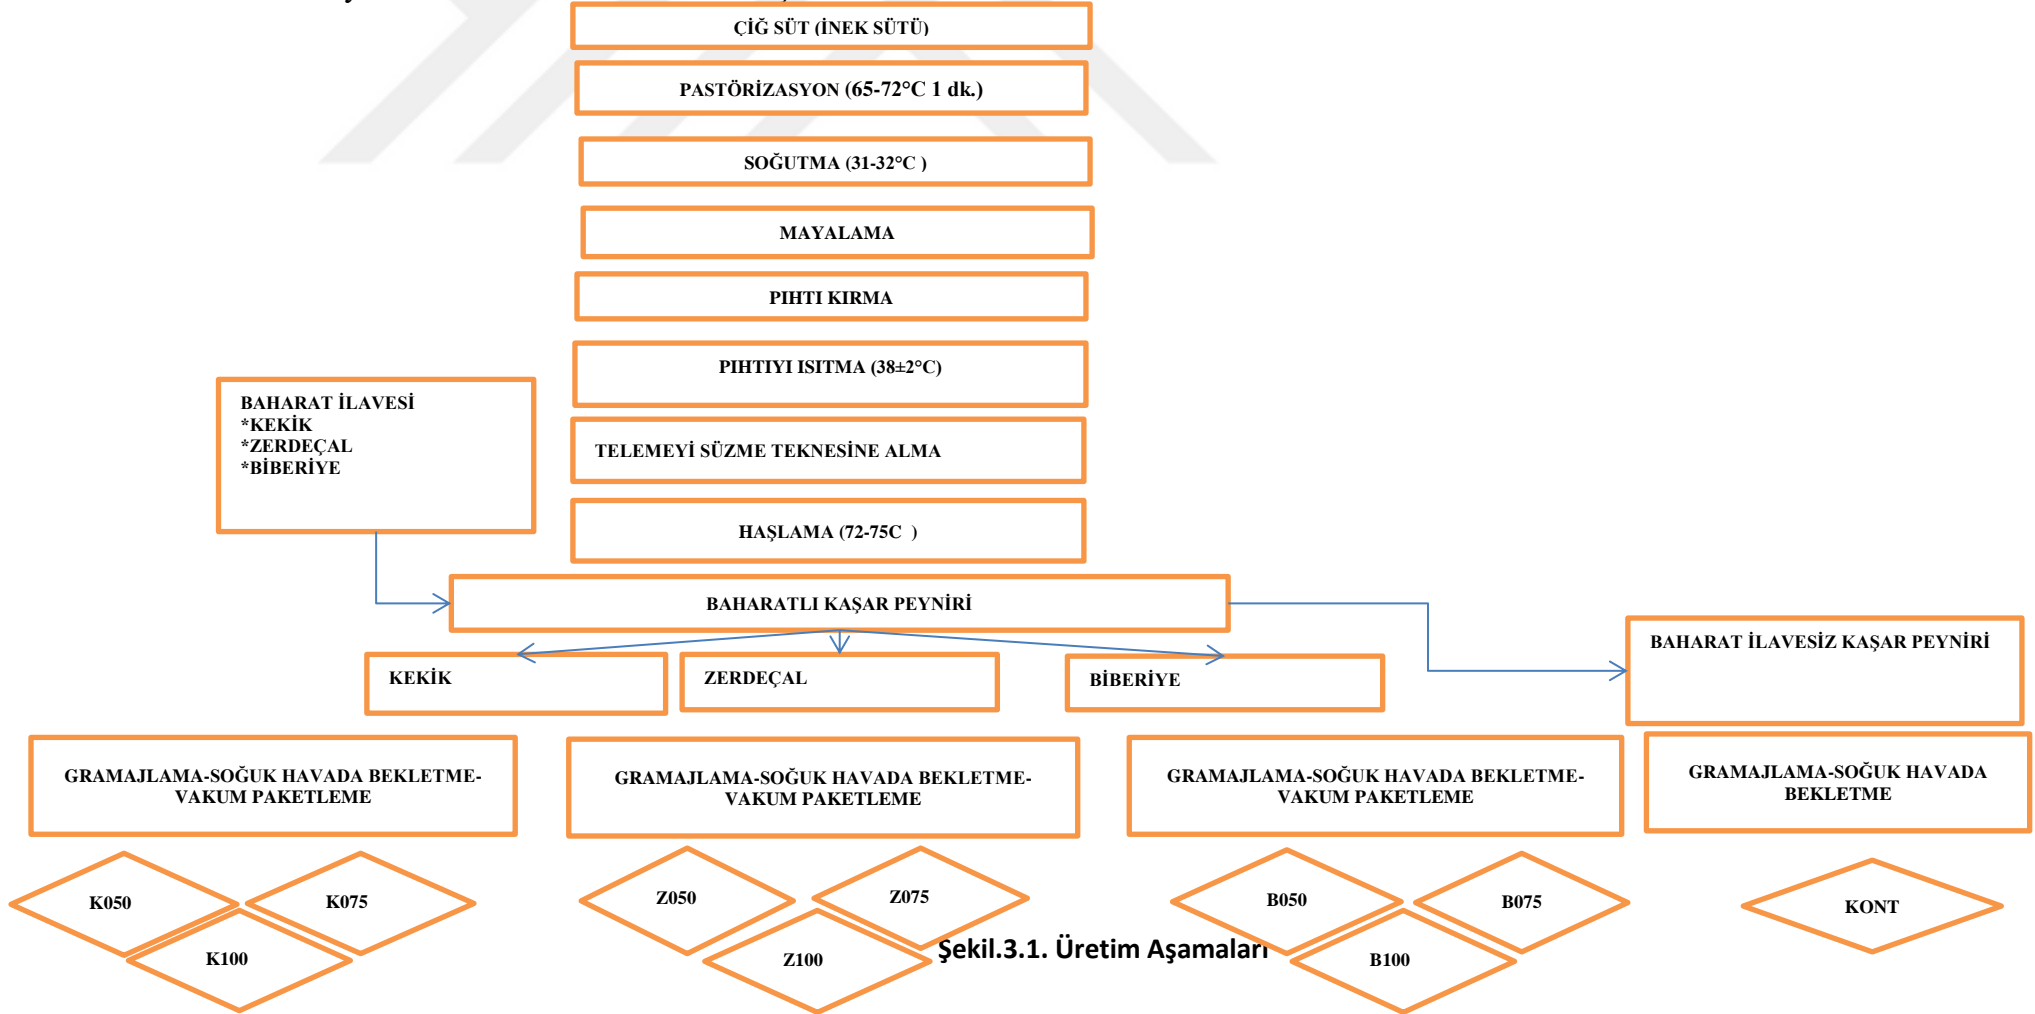 ÇİĞ SÜT (İNEK SÜTÜ)
PASTÖRİZASYON (65-72°C 1 dk.)
SOĞUTMA (31-32°C )
MAYALAMA
PIHTI KIRMA
PIHTIYI ISITMA (38±2°C)
BAHARAT İLAVESİ
*KEKİK
*ZERDEÇAL
*BİBERİYE
TELEMEYİ SÜZME TEKNESİNE ALMA
HAŞLAMA (72-75C )
BAHARATLI KAŞAR PEYNİRİ
BAHARAT İLAVESİZ KAŞAR PEYNİRİ
KEKİK
ZERDEÇAL
BİBERİYE
GRAMAJLAMA-SOĞUK HAVADA BEKLETME-
VAKUM PAKETLEME
GRAMAJLAMA-SOĞUK HAVADA BEKLETME-
VAKUM PAKETLEME
GRAMAJLAMA-SOĞUK HAVADA BEKLETME-
VAKUM PAKETLEME
GRAMAJLAMA-SOĞUK HAVADA
BEKLETME
K050
K075
K100
Z050
Z075
Z100
B050
B075
B100
KONT
Şekil.3.1. Üretim Aşamaları